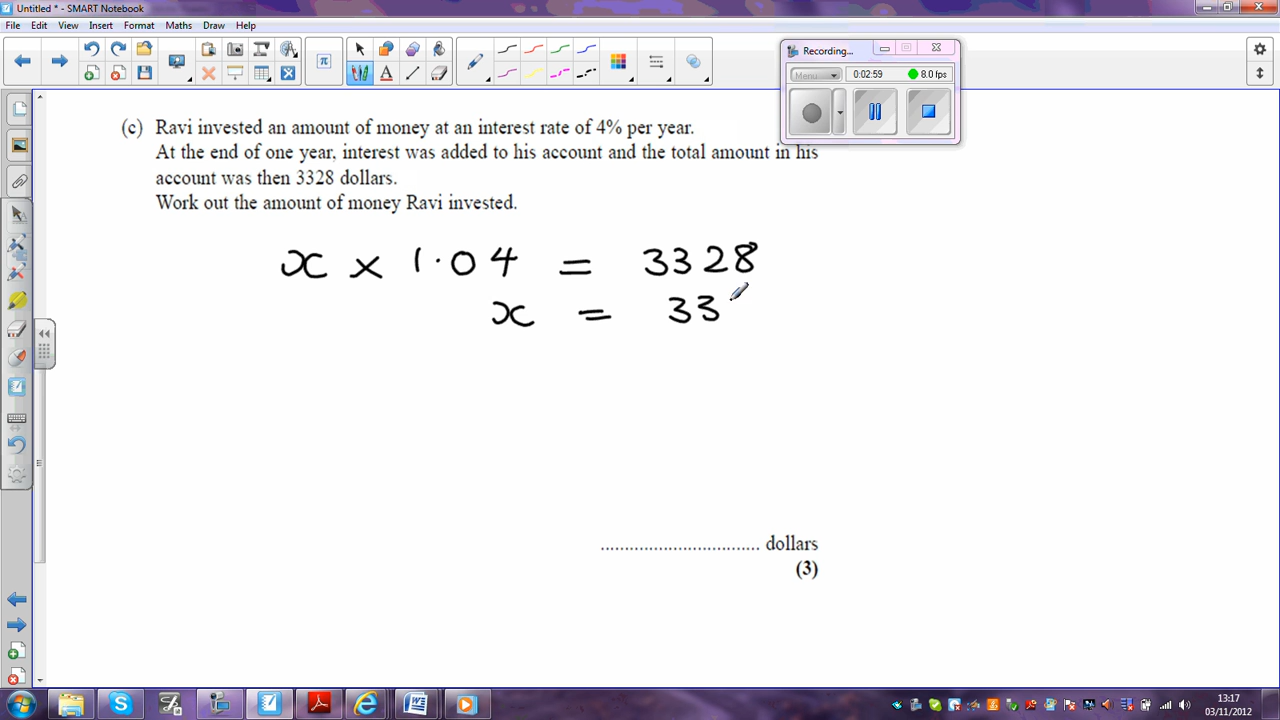 Untitled * - SMART Notebook
File Edit View Insert Format Maths Draw Help
Recording...
Menu 0:02:59 8.0 fps
(c) Ravi invested an amount of money at an interest rate of 4% per year.
At the end of one year, interest was added to his account and the total amount in his
account was then 3328 dollars.
Work out the amount of money Ravi invested.
x × 1·04 = 3328
x = 33
................................ dollars
(3)
13:17
03/11/2012